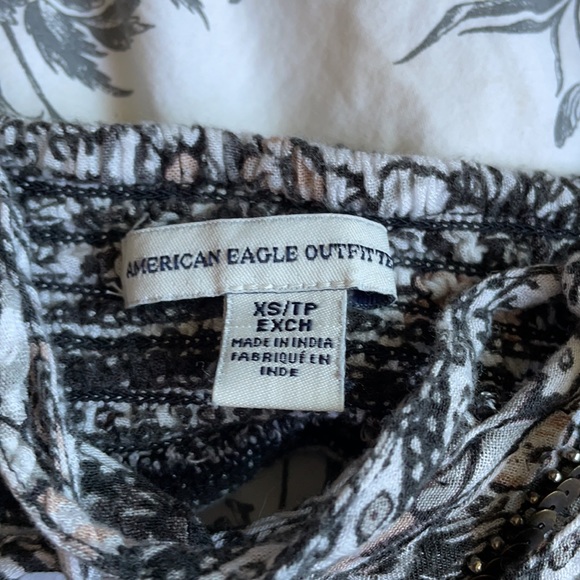 AMERICAN EAGLE OUTFITTE
XS/TP
EXCH
MADE IN INDIA
FABRIQUÉ EN
INDE